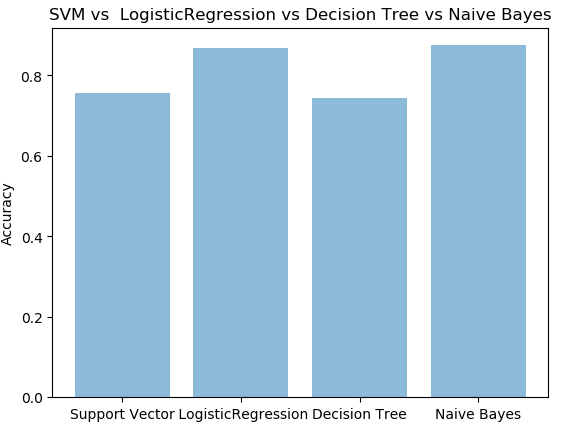 SVM vs  LogisticRegression vs Decision Tree vs Naive Bayes
0.8
0.6
0.4
0.2
0.0
Accuracy
Support Vector LogisticRegression Decision Tree Naive Bayes